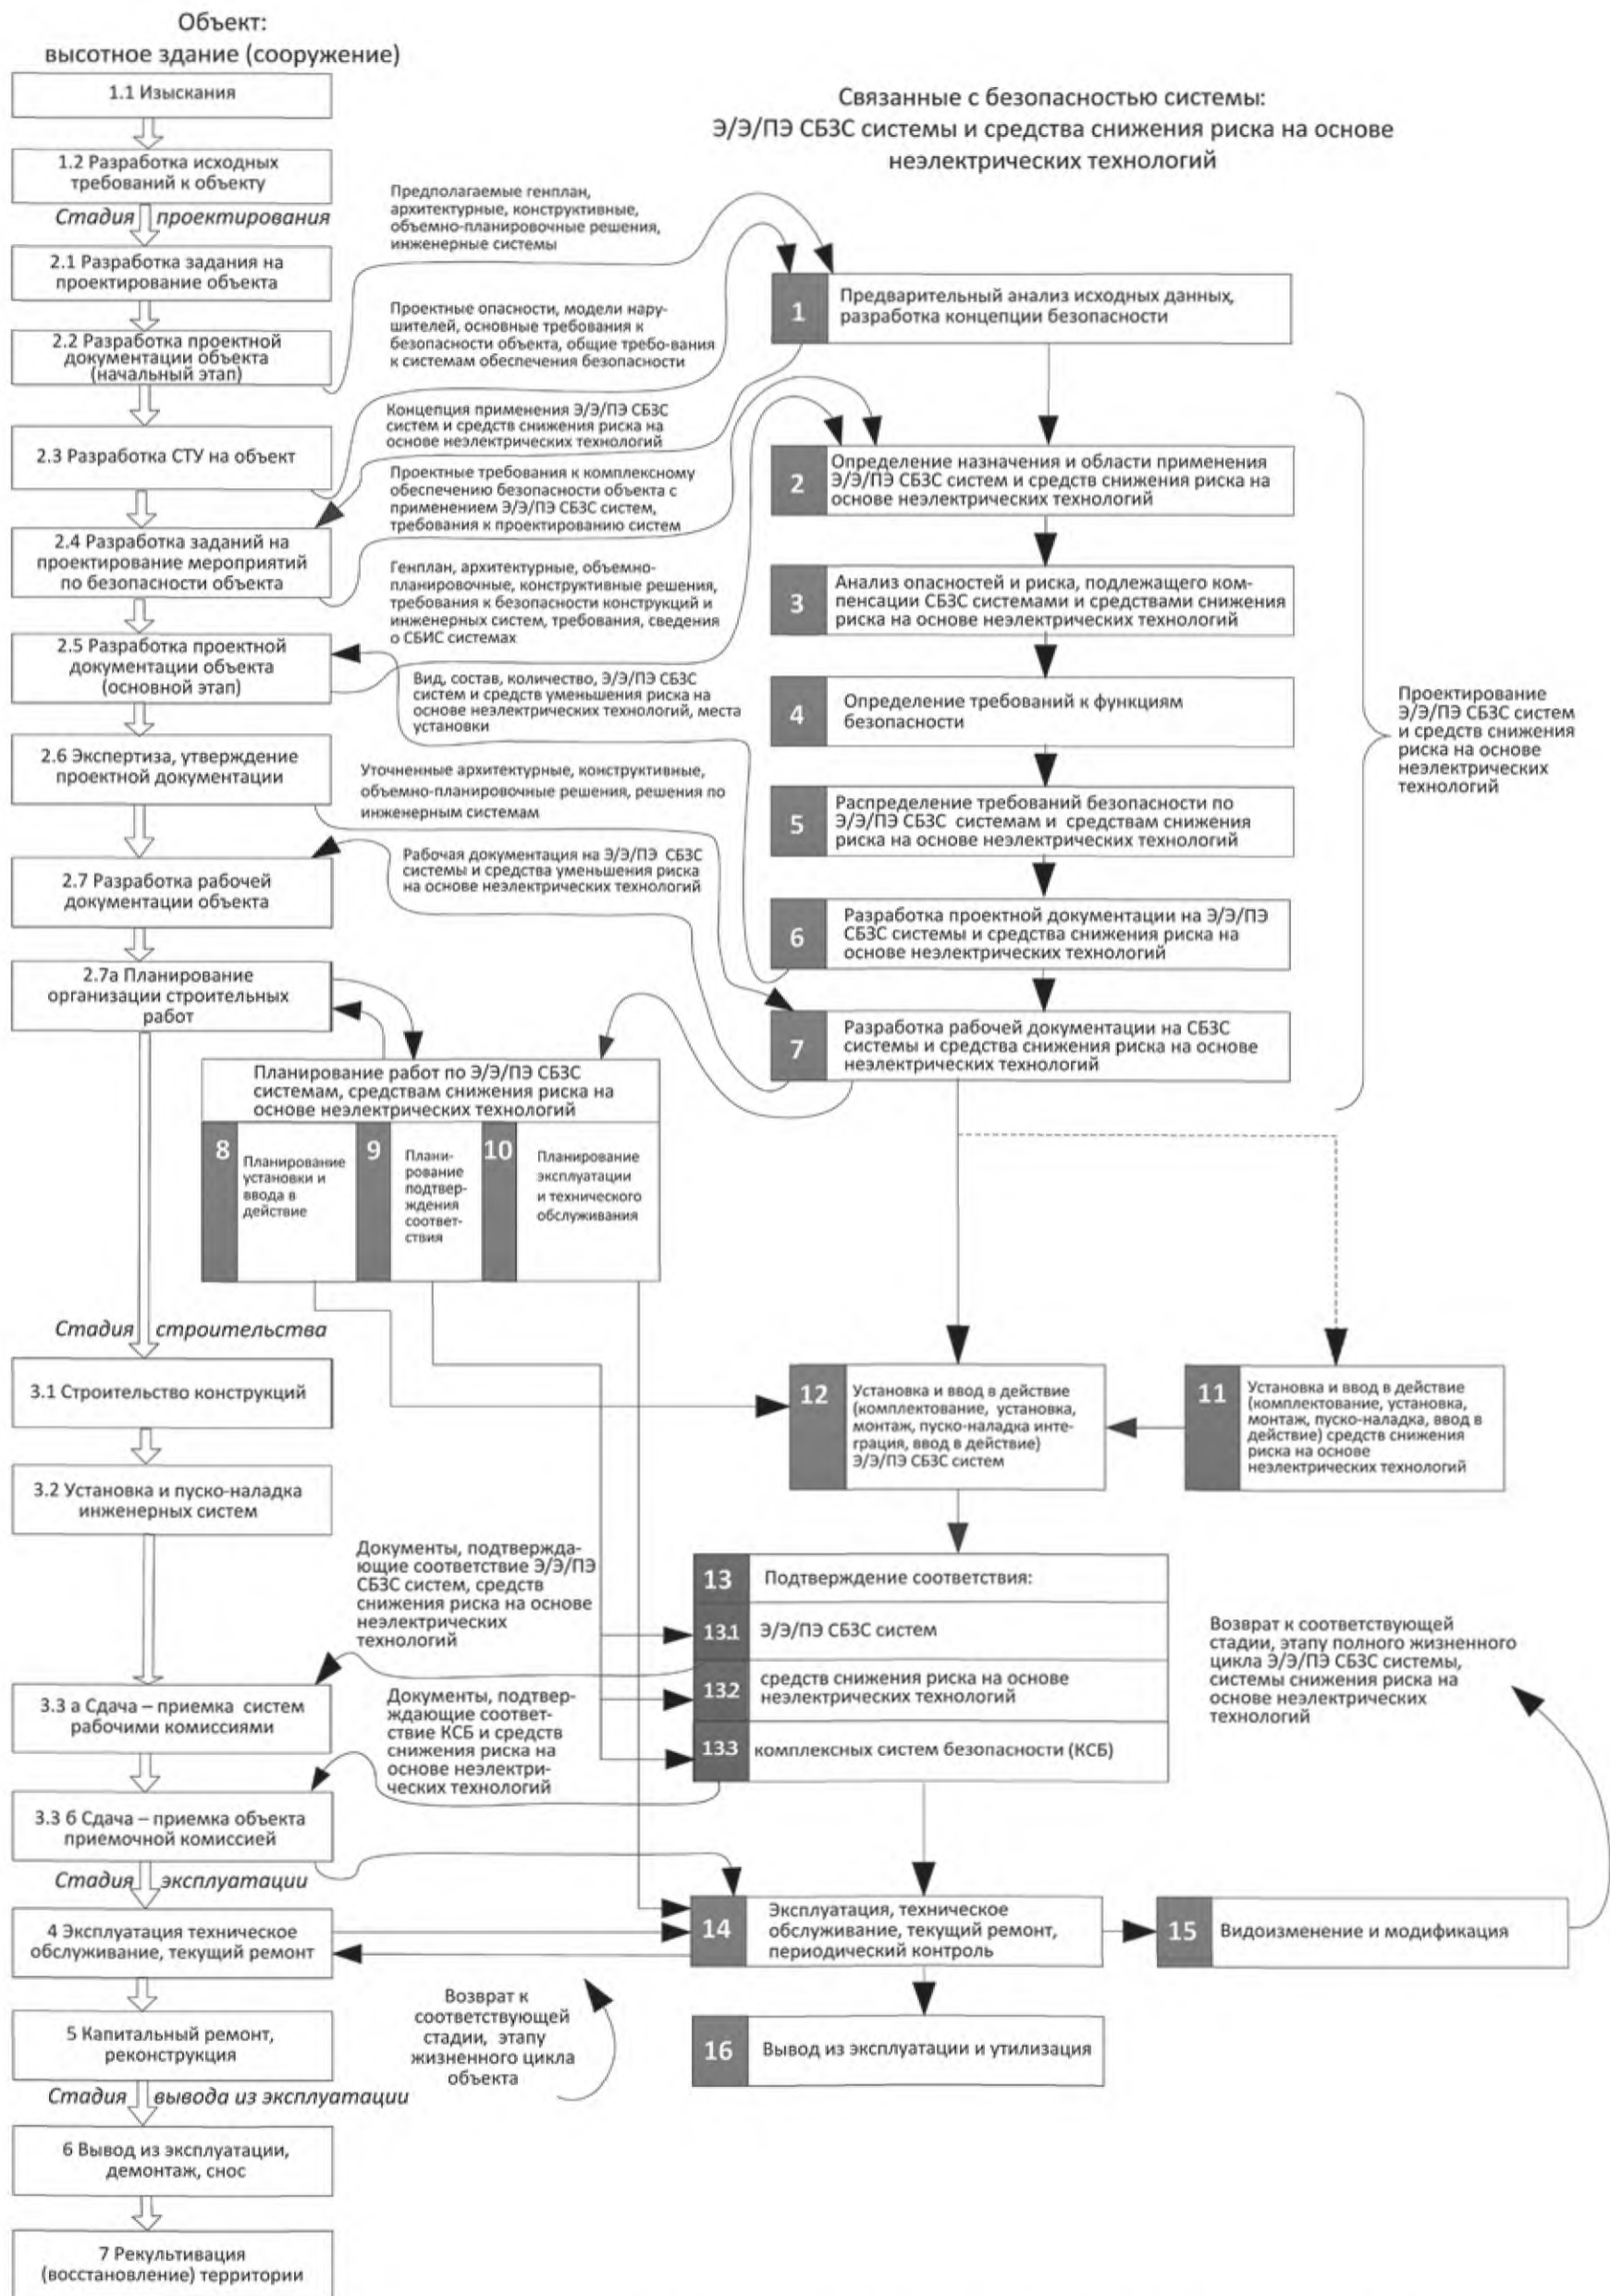 Объект:
высотное здание (сооружение)
1.1 Изыскания
1.2 Разработка исходных
требований к объекту
Стадия проектирования
2.1 Разработка задания на
проектирование объекта
2.2 Разработка проектной
документации объекта
(начальный этап)
2.3 Разработка СТУ на объект
2.4 Разработка заданий на
проектирование мероприятий
по безопасности объекта
2.5 Разработка проектной
документации объекта
(основной этап)
2.6 Экспертиза, утверждение
проектной документации
2.7 Разработка рабочей
документации объекта
2.7а Планирование
организации строительных
работ
Стадия строительства
3.1 Строительство конструкций
3.2 Установка и пуско-наладка
инженерных систем
3.3 а Сдача – приемка систем
рабочими комиссиями
3.3 б Сдача – приемка объекта
приемочной комиссией
Стадия эксплуатации
4 Эксплуатация техническое
обслуживание, текущий ремонт
5 Капитальный ремонт,
реконструкция
Стадия вывода из эксплуатации
6 Вывод из эксплуатации,
демонтаж, снос
7 Рекультивация
(восстановление) территории
Предполагаемые генплан,
архитектурные, конструктивные,
объемно-планировочные решения,
инженерные системы
Проектные опасности, модели нару-
шителей, основные требования к
безопасности объекта, общие требо-вания
к системам обеспечения безопасности
Концепция применения Э/Э/ПЭ СБЗС
систем и средств снижения риска на
основе неэлектрических технологий
Проектные требования к комплексному
обеспечению безопасности объекта с
применением Э/Э/ПЭ СБЗС систем,
требования к проектированию систем
Генплан, архитектурные, объемно-
планировочные, конструктивные решения,
требования к безопасности конструкций и
инженерных систем, требования, сведения
о СБИС системах
Вид, состав, количество, Э/Э/ПЭ СБЗС
систем и средств уменьшения риска на
основе неэлектрических технологий, места
установки
Уточненные архитектурные, конструктивные,
объемно-планировочные решения, решения по
инженерным системам
Рабочая документация на Э/Э/ПЭ СБЗС
системы и средства уменьшения риска
на основе неэлектрических технологий
Планирование работ по Э/Э/ПЭ СБЗС
системам, средствам снижения риска на
основе неэлектрических технологий
8
Планирование
установки и
ввода в
действие
9
Плани-
рование
подтвер-
ждения
соответ-
ствия
10
Планирование
эксплуатации
и технического
обслуживания
Документы, подтвержда-
ющие соответствие Э/Э/ПЭ
СБЗС систем, средств
снижения риска на основе
неэлектрических
технологий
Документы, подтвер-
ждающие соответ-
ствие КСБ и средств
снижения риска на
основе неэлектри-
ческих технологий
Возврат к
соответствующей
стадии, этапу
жизненного цикла
объекта
Связанные с безопасностью системы:
Э/Э/ПЭ СБЗС системы и средства снижения риска на основе
неэлектрических технологий
1
Предварительный анализ исходных данных,
разработка концепции безопасности
2
Определение назначения и области применения
Э/Э/ПЭ СБЗС систем и средств снижения риска на
основе неэлектрических технологий
3
Анализ опасностей и риска, подлежащего ком-
пенсации СБЗС системами и средствами снижения
риска на основе неэлектрических технологий
4
Определение требований к функциям
безопасности
5
Распределение требований безопасности по
Э/Э/ПЭ СБЗС системам и средствам снижения
риска на основе неэлектрических технологий
6
Разработка проектной документации на Э/Э/ПЭ
СБЗС системы и средства снижения риска на
основе неэлектрических технологий
7
Разработка рабочей документации на СБЗС
системы и средства снижения риска на основе
неэлектрических технологий
Проектирование
Э/Э/ПЭ СБЗС систем
и средств снижения
риска на основе
неэлектрических
технологий
12
Установка и ввод в действие
(комплектование, установка,
монтаж, пуско-наладка инте-
грация, ввод в действие)
Э/Э/ПЭ СБЗС систем
11
Установка и ввод в действие
(комплектование, установка,
монтаж, пуско-наладка, ввод в
действие) средств снижения
риска на основе
неэлектрических технологий
13
Подтверждение соответствия:
13.1
Э/Э/ПЭ СБЗС систем
13.2
средств снижения риска на основе
неэлектрических технологий
13.3
комплексных систем безопасности (КСБ)
Возврат к соответствующей
стадии, этапу полного жизненного
цикла Э/Э/ПЭ СБЗС системы,
системы снижения риска на
основе неэлектрических
технологий
14
Эксплуатация, техническое
обслуживание, текущий ремонт,
периодический контроль
15
Видоизменение и модификация
16
Вывод из эксплуатации и утилизация